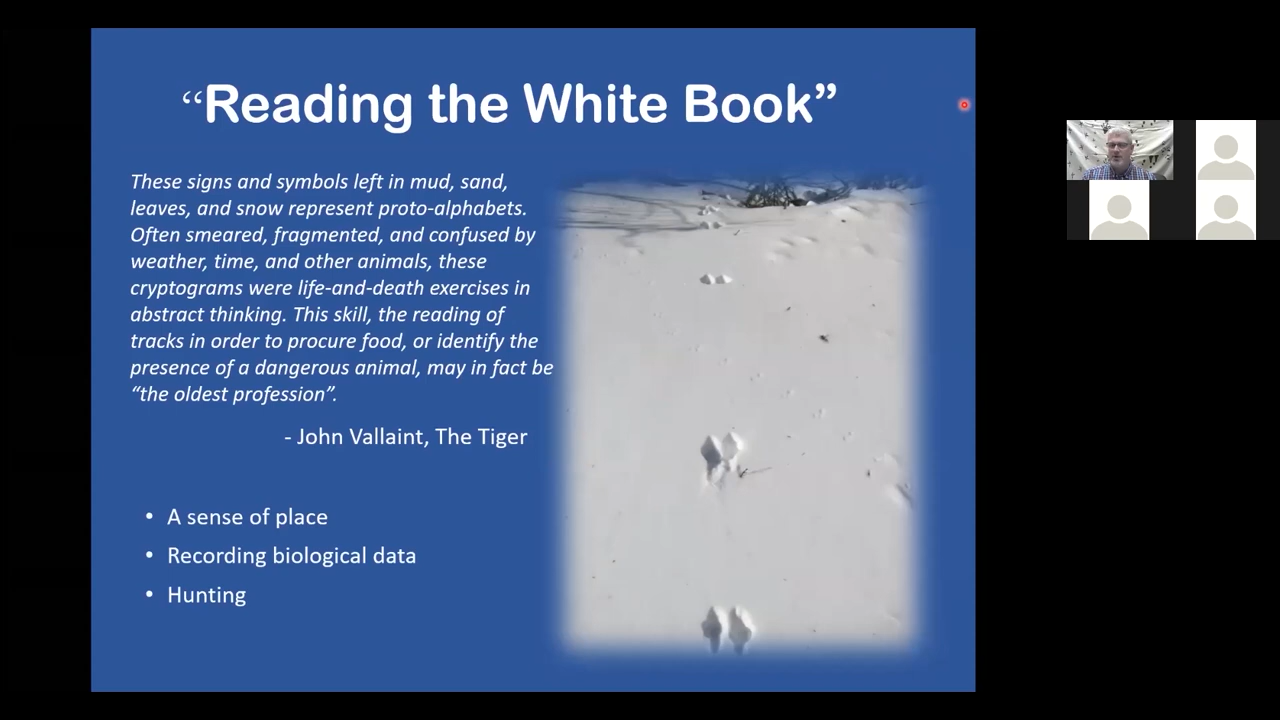 “Reading the White Book”
These signs and symbols left in mud, sand,
leaves, and snow represent proto-alphabets.
Often smeared, fragmented, and confused by
weather, time, and other animals, these
cryptograms were life-and-death exercises in
abstract thinking. This skill, the reading of
tracks in order to procure food, or identify the
presence of a dangerous animal, may in fact be
“the oldest profession”.
- John Vallaint, The Tiger
• A sense of place
• Recording biological data
• Hunting